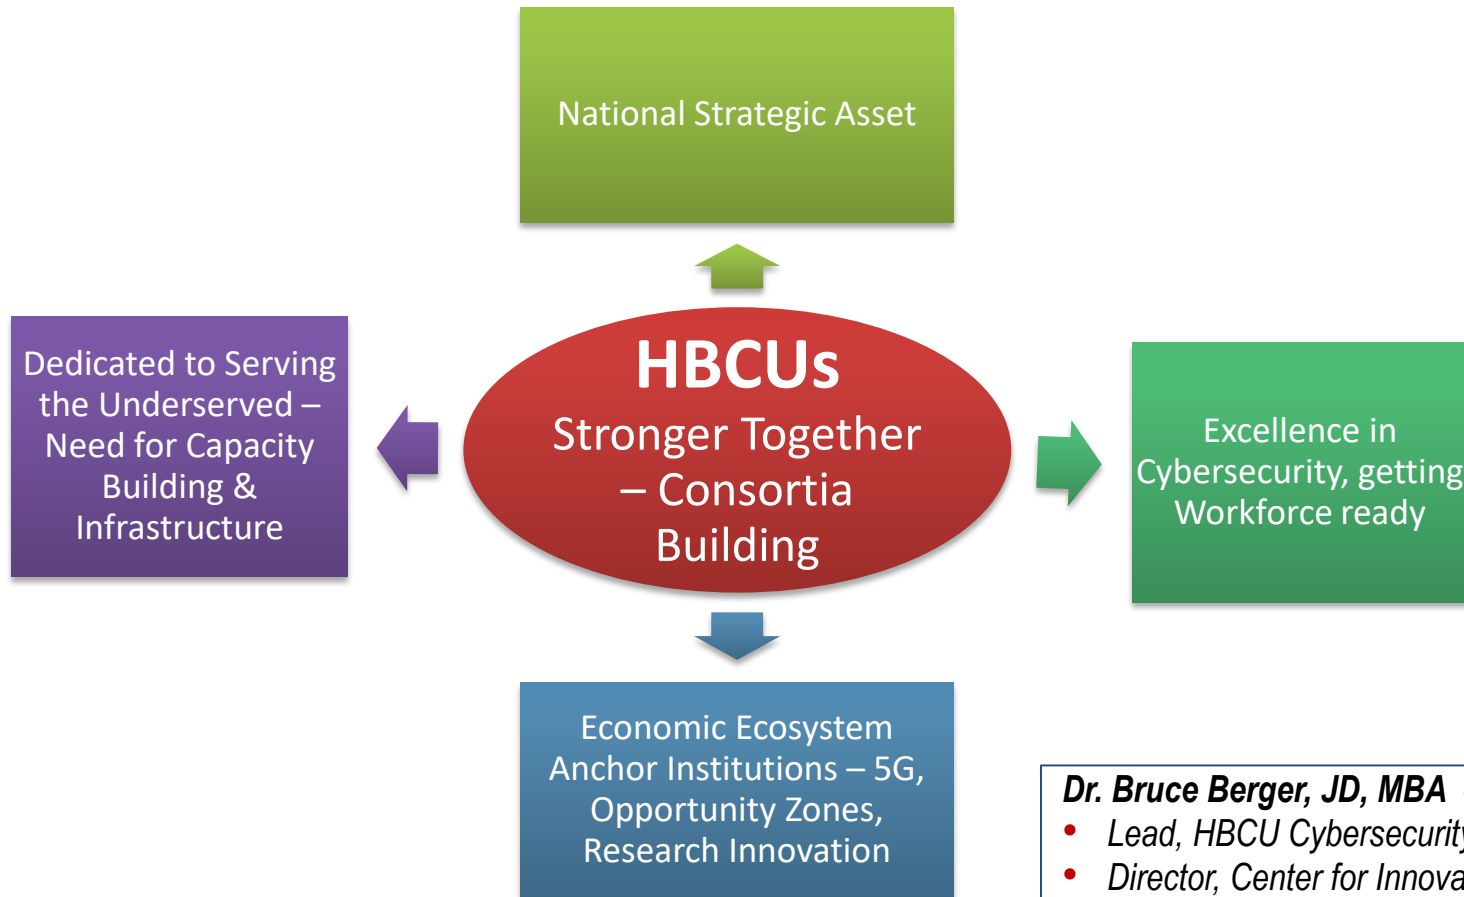 National Strategic Asset
HBCUs
Stronger Together
– Consortia
Building
Dedicated to Serving
the Underserved –
Need for Capacity
Building &
Infrastructure
Excellence in
Cybersecurity, getting
Workforce ready
Economic Ecosystem
Anchor Institutions – 5G,
Opportunity Zones,
Research Innovation
Dr. Bruce Berger, JD, MBA
• Lead, HBCU Cybersecurity
• Director, Center for